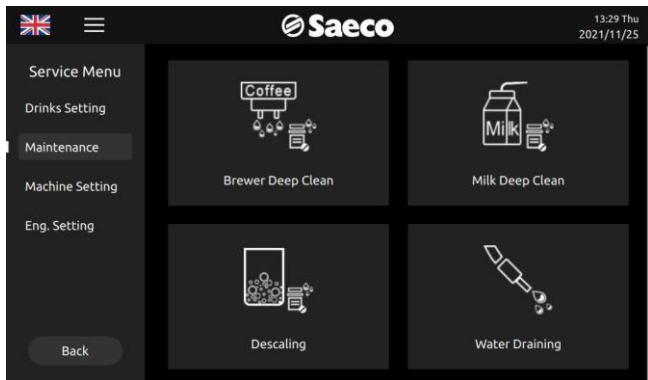 Saeco
13:29 Thu
2021/11/25
Service Menu
Drinks Setting
Maintenance
Machine Setting
Eng. Setting
Back
Coffee
Brewer Deep Clean
Milk
Milk Deep Clean
Descaling
Water Draining